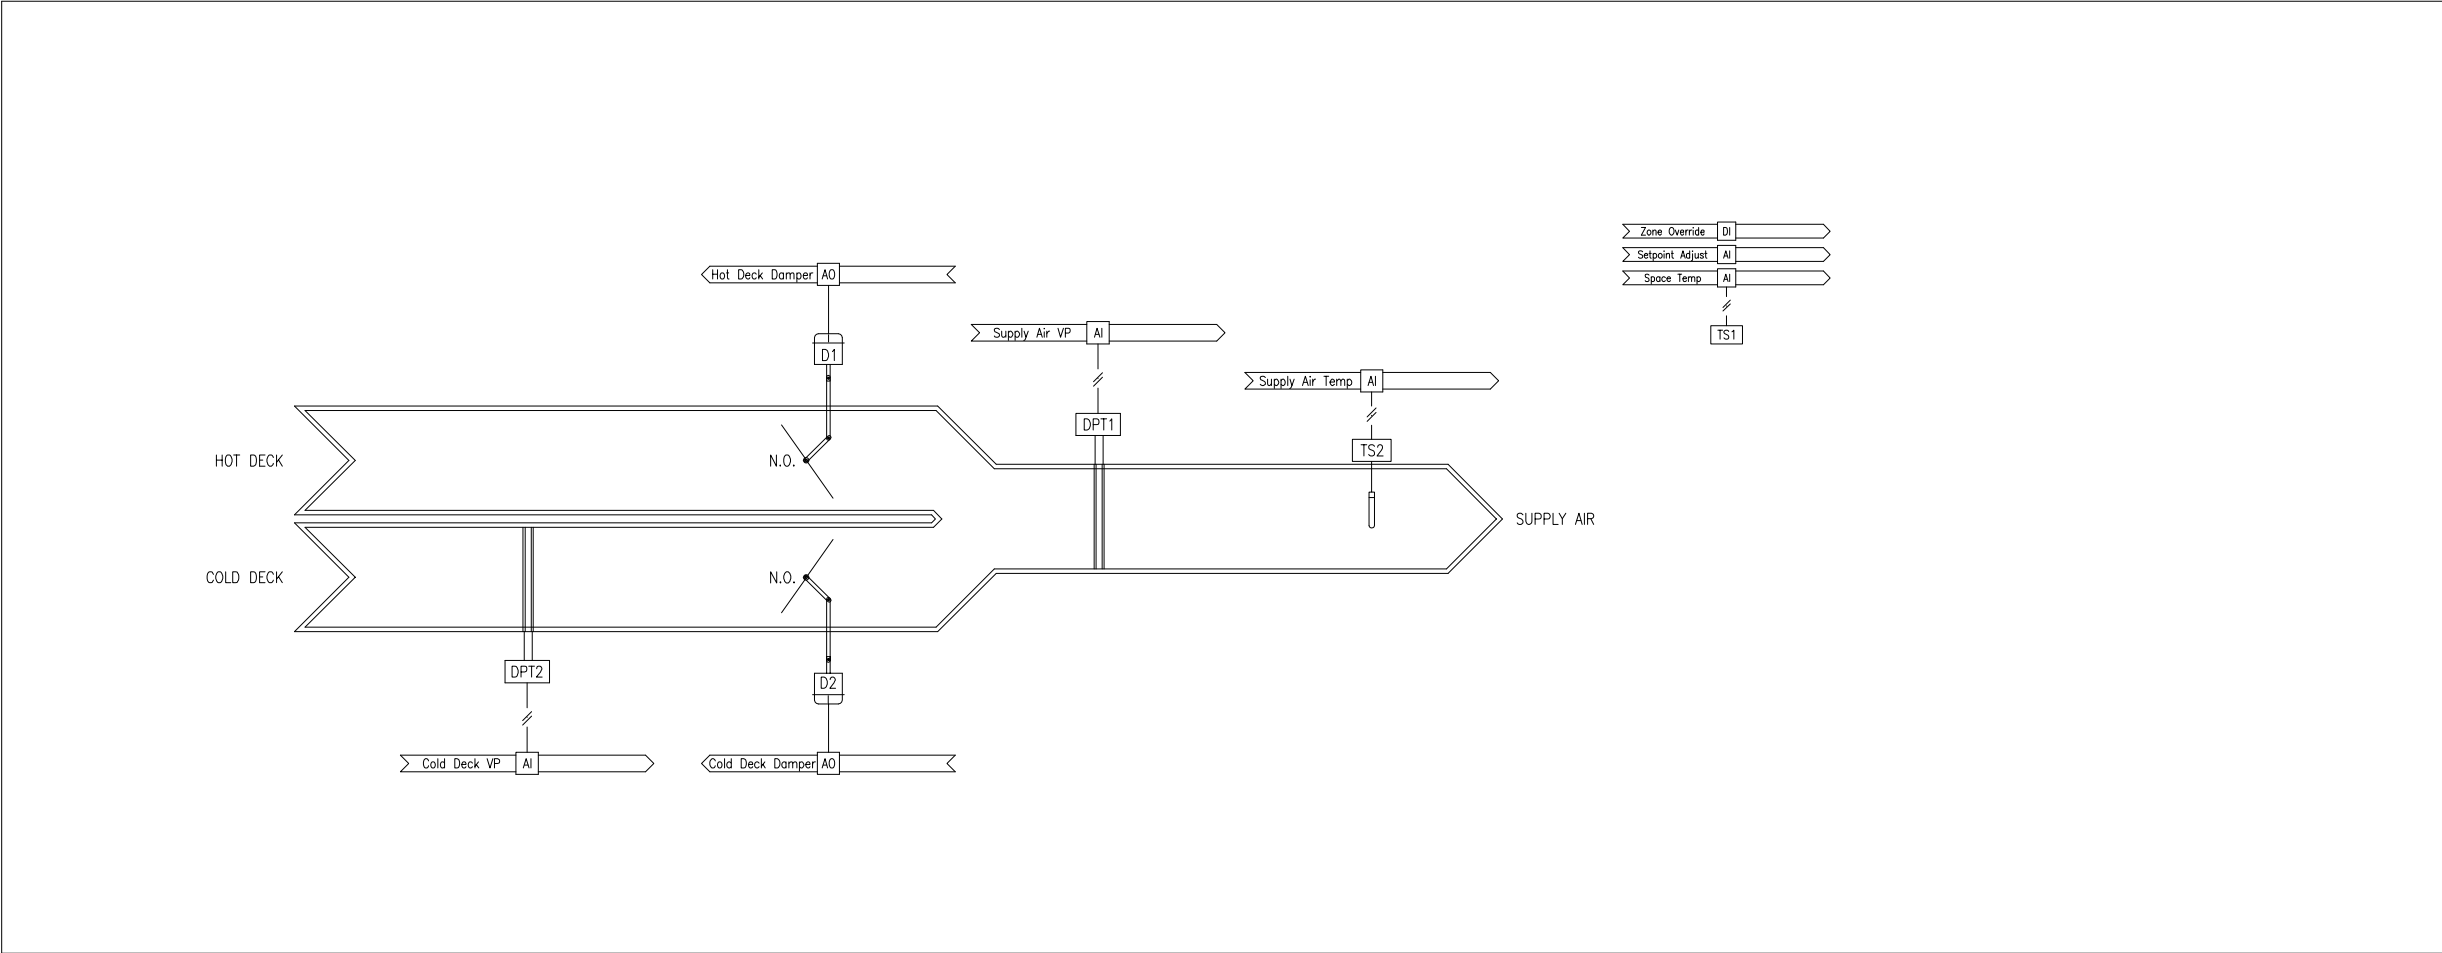 Zone Override DI
Setpoint Adjust AI
Space Temp AI
TS1
Hot Deck Damper AO
D1
Supply Air VP AI
DPT1
Supply Air Temp AI
TS2
HOT DECK
N.O.
SUPPLY AIR
COLD DECK
N.O.
DPT2
D2
Cold Deck VP AI
Cold Deck Damper AO